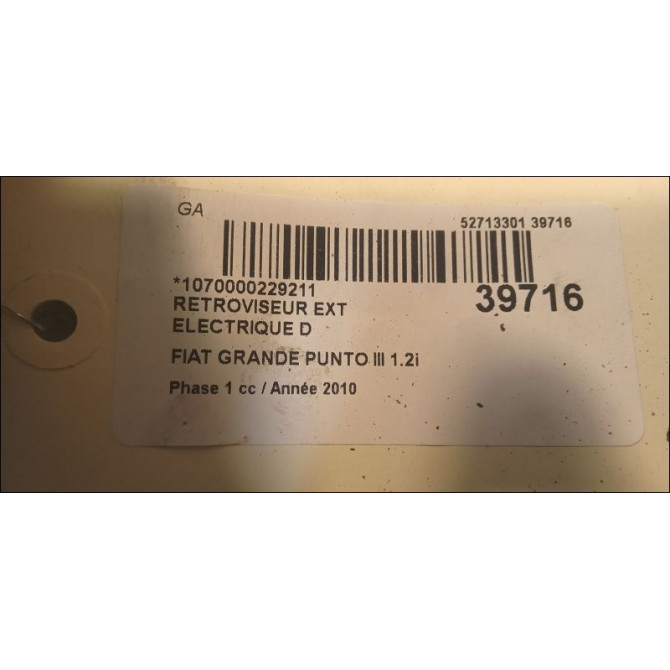 GA
52713301 39716
*1070000229211
39716
RETROVISEUR EXT
ELECTRIQUE D
FIAT GRANDE PUNTO III 1.2i
Phase 1 cc / Année 2010